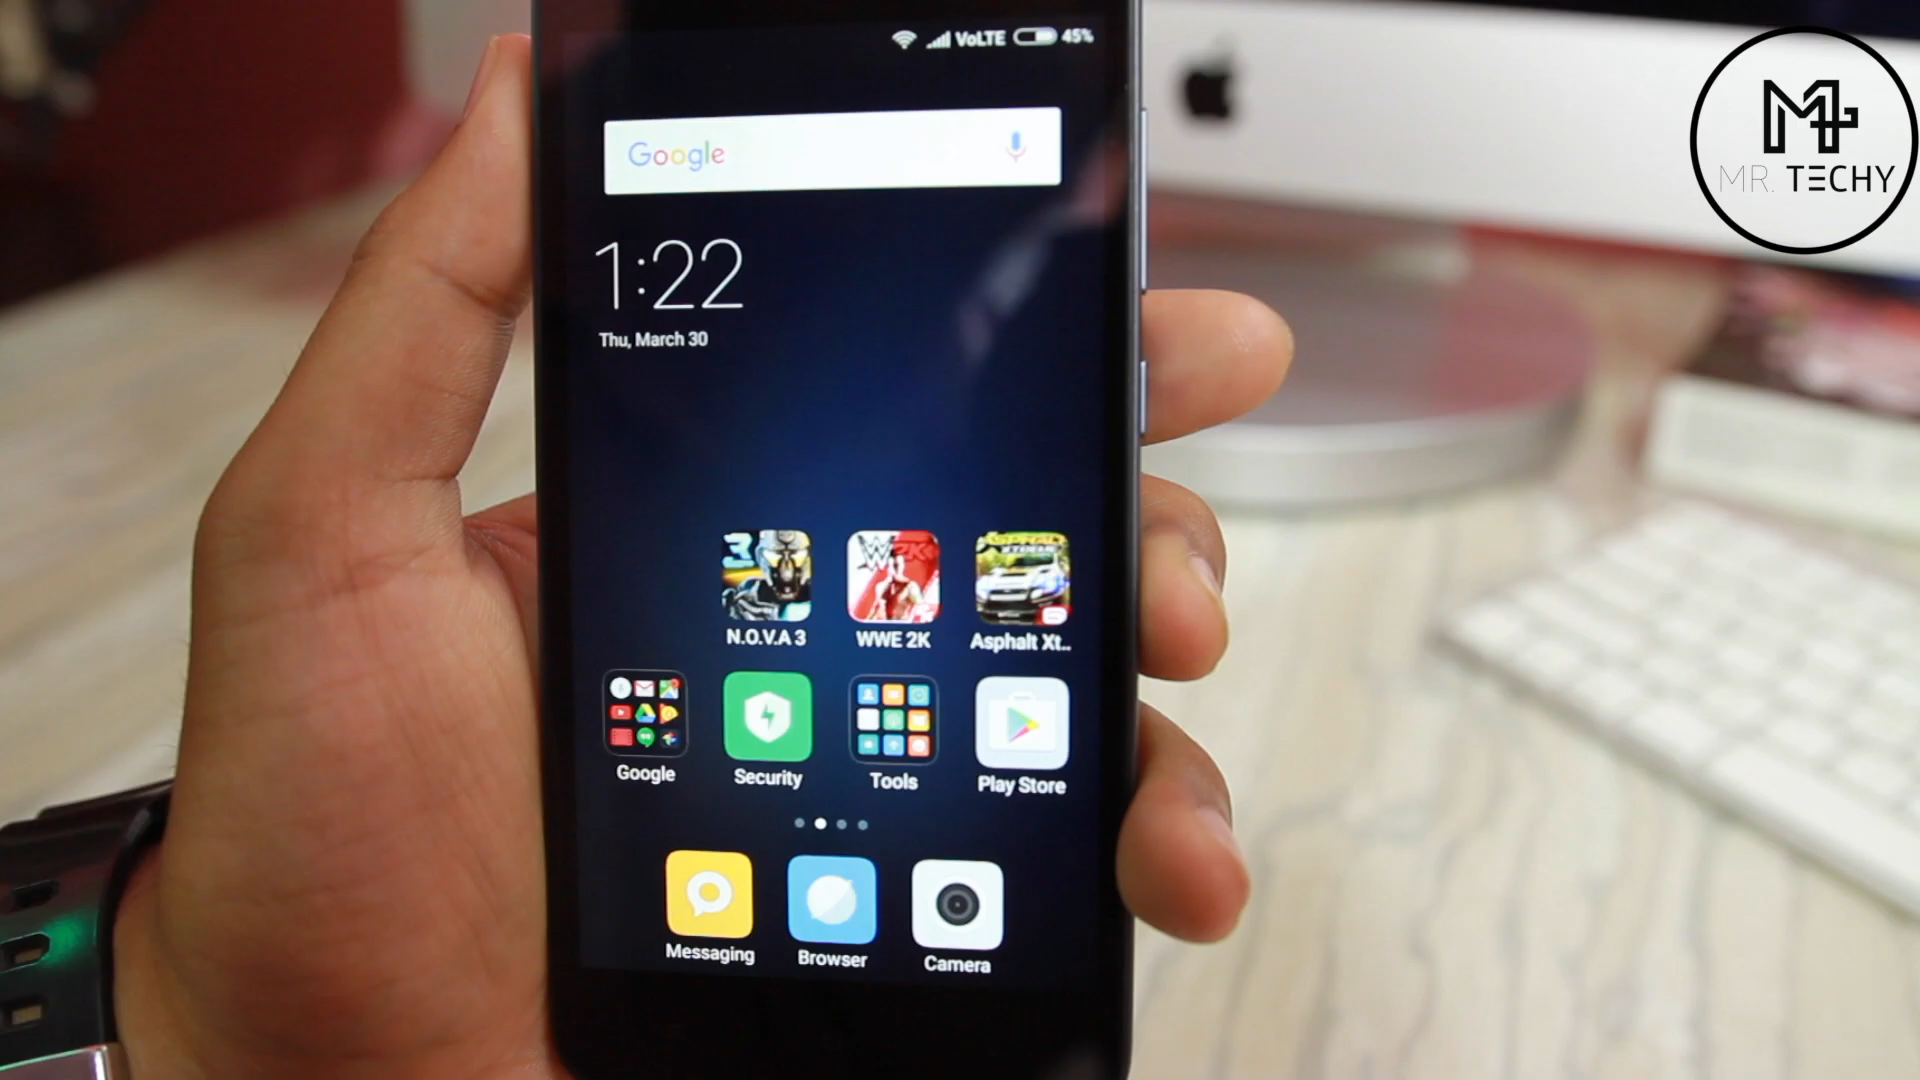 VoLTE 45%
Google
1:22
Thu, March 30
N.O.V.A 3
WWE 2K
Asphalt Xt..
Google
Security
Tools
Play Store
Messaging
Browser
Camera
MR. TECHY